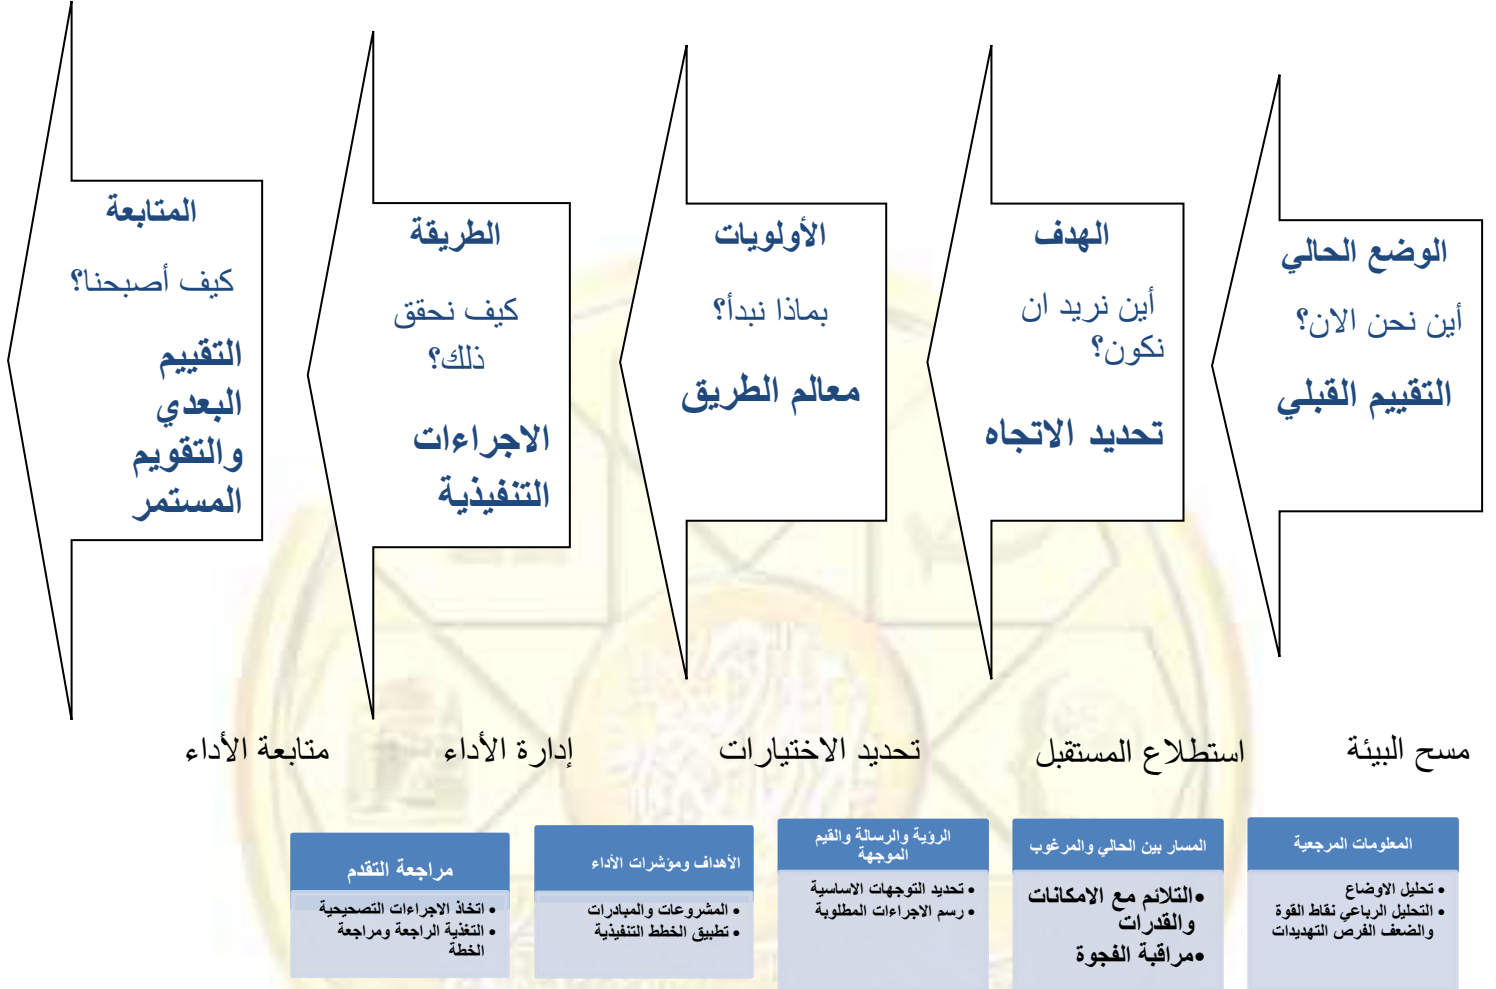 الوضع الحالي
أين نحن الان؟
التقييم القبلي
الهدف
أين نريد ان
نكون؟
تحديد الاتجاه
الأولويات
بماذا نبدأ؟
معالم الطريق
الطريقة
كيف نحقق
ذلك؟
الاجراءات
التنفيذية
المتابعة
كيف أصبحنا؟
التقييم
البعدي
والتقويم
المستمر
مسح البيئة
استطلاع المستقبل
تحديد الاختيارات
إدارة الأداء
متابعة الأداء
المعلومات المرجعية
• تحليل الاوضاع
• التحليل الرباعي نقاط القوة
والضعف الفرص التهديدات
المسار بين الحالي والمرغوب
•التلائم مع الامكانات
والقدرات
•مراقبة الفجوة
الرؤية والرسالة والقيم
الموجهة
• تحديد التوجهات الاساسية
• رسم الاجراءات المطلوبة
الأهداف ومؤشرات الأداء
• المشروعات والمبادرات
• تطبيق الخطط التنفيذية
مراجعة التقدم
• اتخاذ الاجراءات التصحيحية
• التغذية الراجعة ومراجعة
الخطة